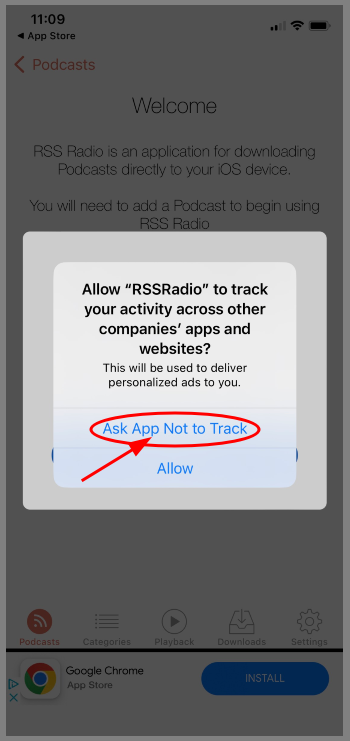 11:09
App Store
Podcasts
Welcome
RSS Radio is an application for downloading
Podcasts directly to your iOS device.
You will need to add a Podcast to begin using
RSS Radio
Allow “RSSRadio” to track
your activity across other
companies’ apps and
websites?
This will be used to deliver
personalized ads to you.
Ask App Not to Track
Allow
Podcasts Categories Playback Downloads Settings
Google Chrome
App Store
INSTALL